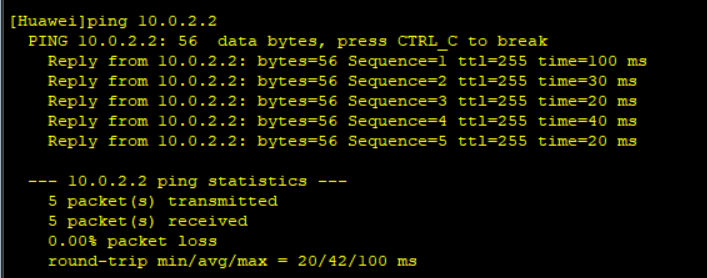 [Huawei]ping 10.0.2.2
PING 10.0.2.2: 56  data bytes, press CTRL_C to break
Reply from 10.0.2.2: bytes=56 Sequence=1 ttl=255 time=100 ms
Reply from 10.0.2.2: bytes=56 Sequence=2 ttl=255 time=30 ms
Reply from 10.0.2.2: bytes=56 Sequence=3 ttl=255 time=20 ms
Reply from 10.0.2.2: bytes=56 Sequence=4 ttl=255 time=40 ms
Reply from 10.0.2.2: bytes=56 Sequence=5 ttl=255 time=20 ms
--- 10.0.2.2 ping statistics ---
5 packet(s) transmitted
5 packet(s) received
0.00% packet loss
round-trip min/avg/max = 20/42/100 ms